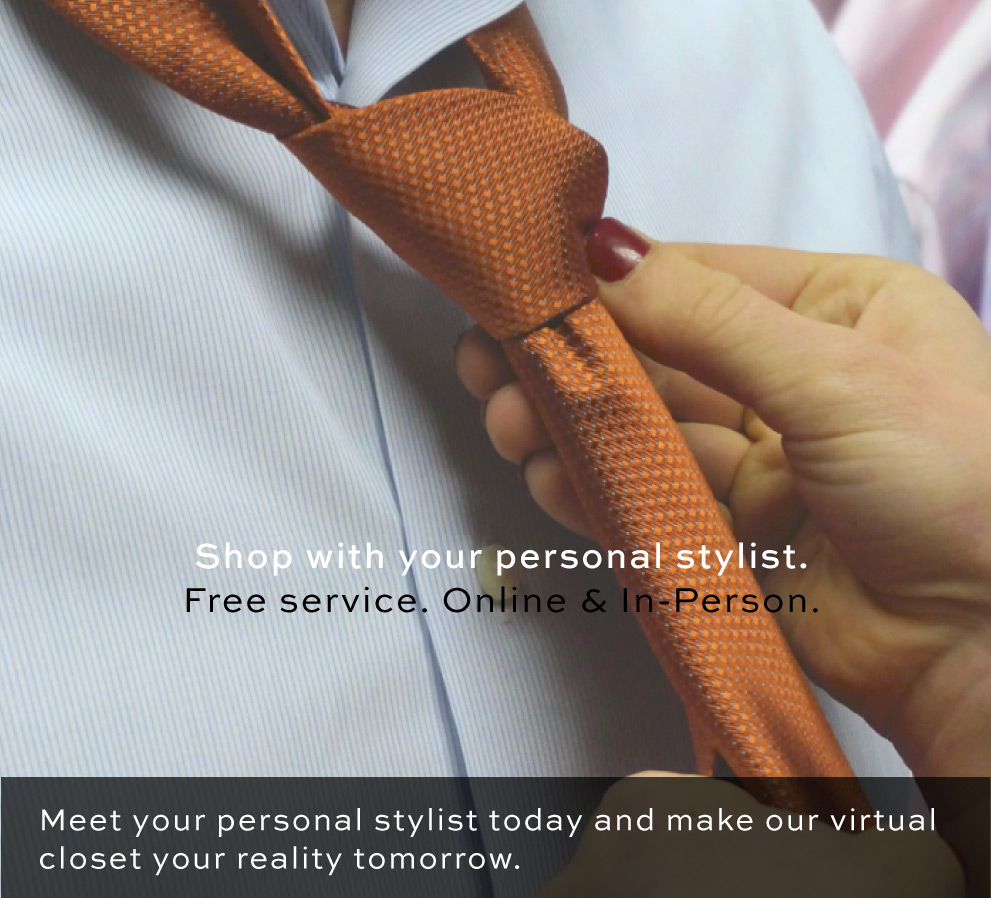 Shop with your personal stylist.
Free service. Online & In-Person.
Meet your personal stylist today and make our virtual
closet your reality tomorrow.